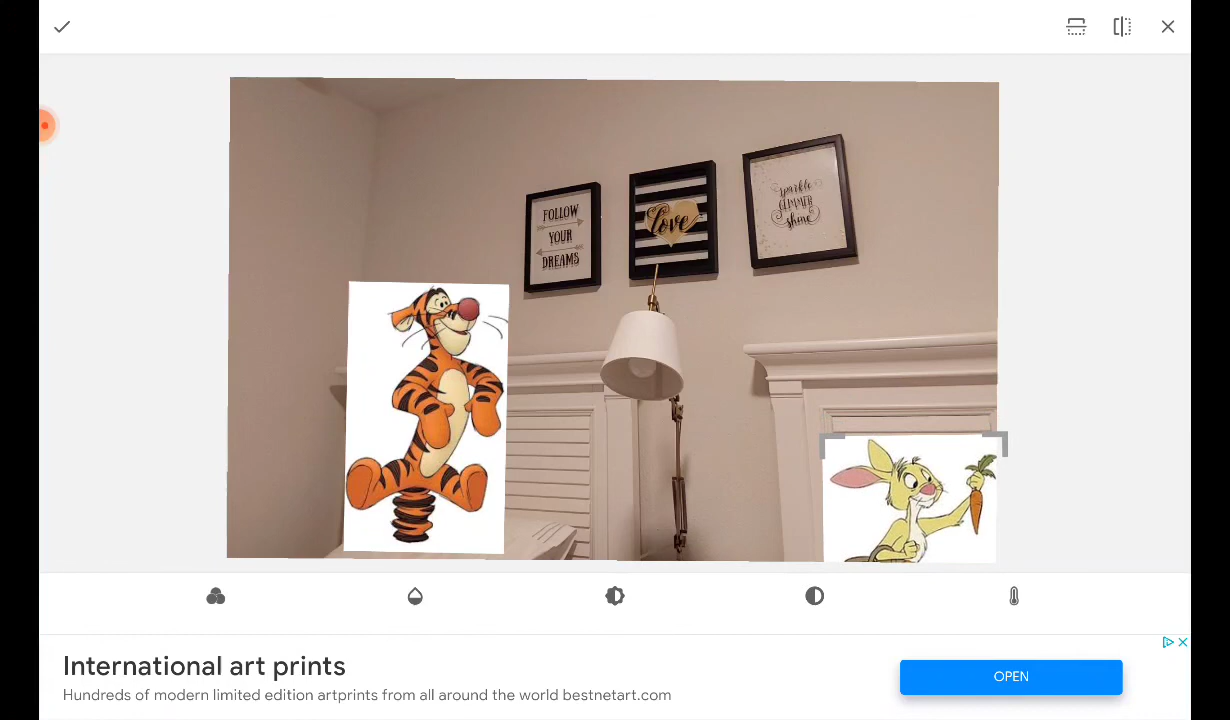 FOLLOW
YOUR
DREAMS
love
sparkle
GLIMMER
shine
International art prints
Hundreds of modern limited edition artprints from all around the world bestnetart.com
OPEN